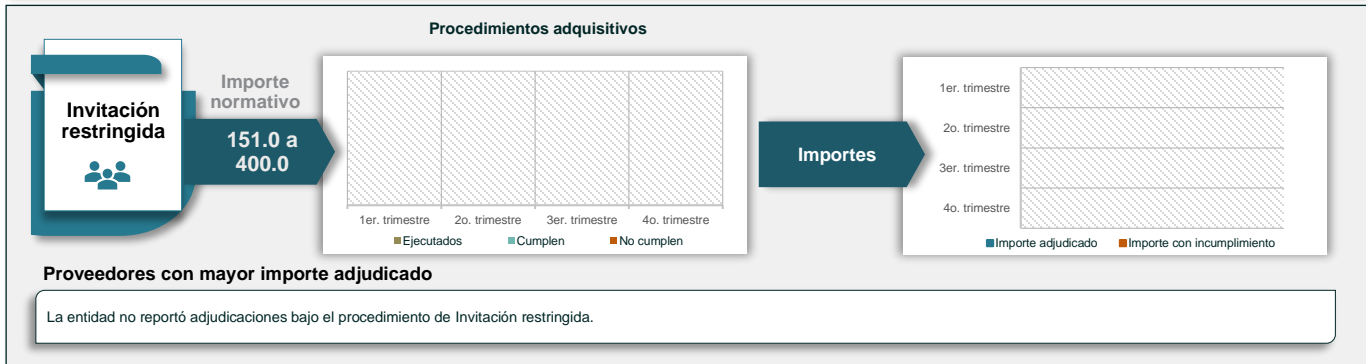 Procedimientos adquisitivos
Invitación
restringida
Importe
normativo
151.0 a
400.0
1er. trimestre
2o. trimestre
3er. trimestre
4o. trimestre
Ejecutados
Cumplen
No cumplen
Importes
1er. trimestre
2o. trimestre
3er. trimestre
4o. trimestre
Importe adjudicado
Importe con incumplimiento
Proveedores con mayor importe adjudicado
La entidad no reportó adjudicaciones bajo el procedimiento de Invitación restringida.